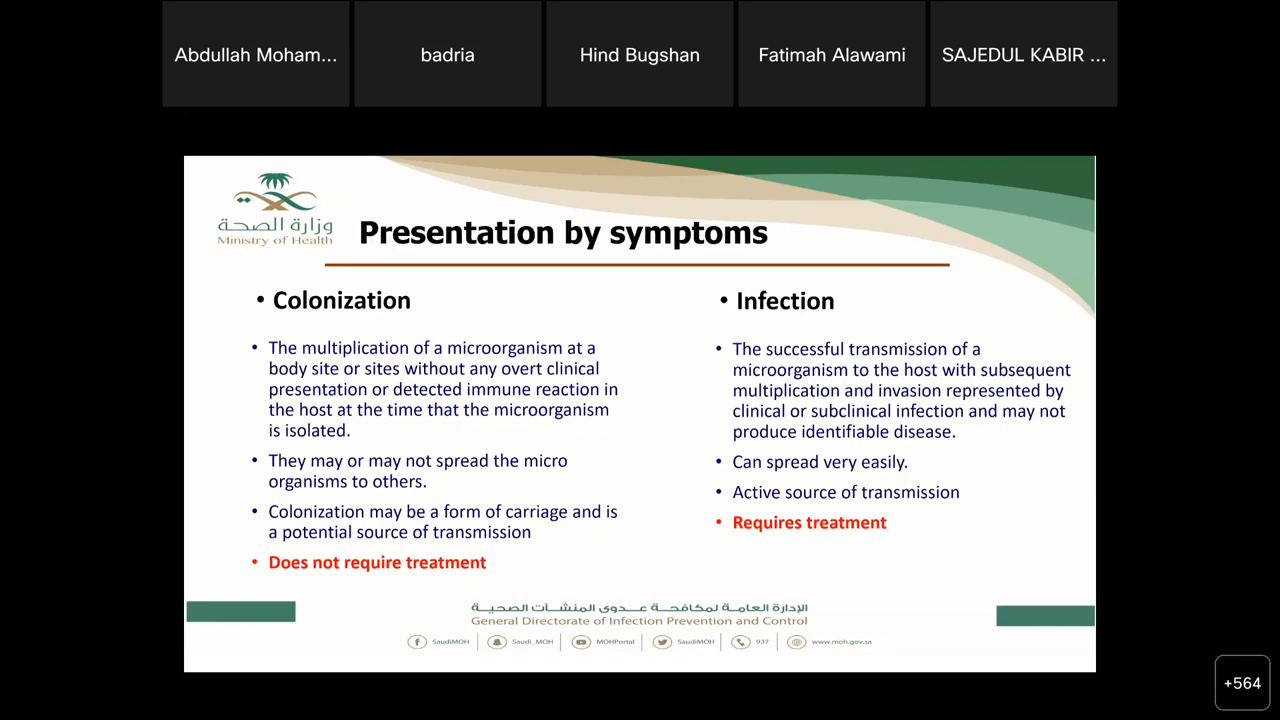 Abdullah Moham...
badria
Hind Bugshan
Fatimah Alawami
SAJEDUL KABIR ...
وزارة الصحة
Ministry of Health
Presentation by symptoms
• Colonization
• The multiplication of a microorganism at a
body site or sites without any overt clinical
presentation or detected immune reaction in
the host at the time that the microorganism
is isolated.
• They may or may not spread the micro
organisms to others.
• Colonization may be a form of carriage and is
a potential source of transmission
• Does not require treatment
• Infection
• The successful transmission of a
microorganism to the host with subsequent
multiplication and invasion represented by
clinical or subclinical infection and may not
produce identifiable disease.
• Can spread very easily.
• Active source of transmission
• Requires treatment
الإدارة العامة لمكافحة عدوى المنشآت الصحية
General Directorate of Infection Prevention and Control
SaudiMOH
Saudi_MOH
MOHPortal
SaudiMOH
937
www.moh.gov.sa
+564